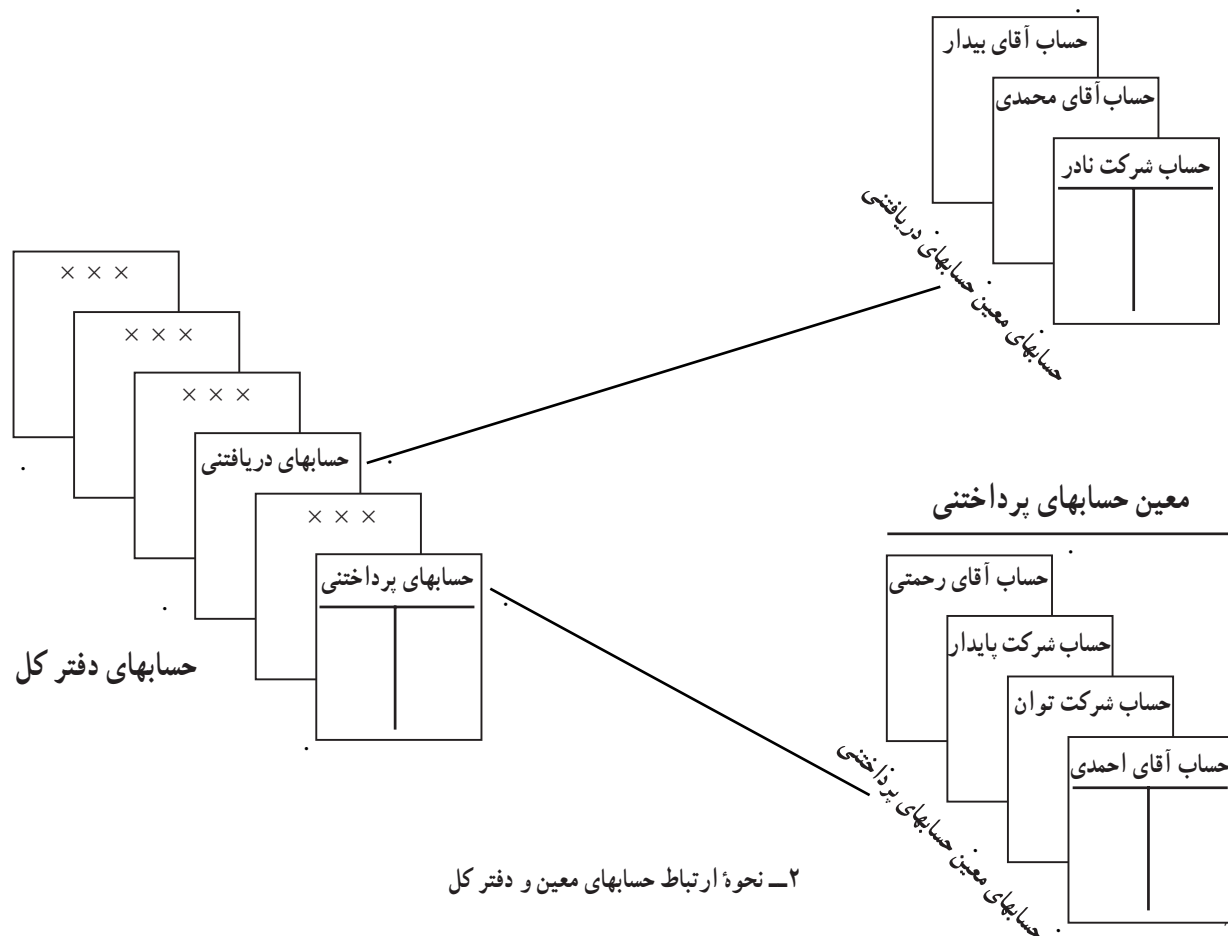 حساب آقای بیدار
حساب آقای محمدی
حساب شرکت نادر
حسابهای معین حسابهای دریافتنی
× × ×
× × ×
× × ×
حسابهای دریافتنی
× × ×
حسابهای پرداختنی
حسابهای دفتر کل
معین حسابهای پرداختنی
حساب آقای رحمتی
حساب شرکت پایدار
حساب شرکت توان
حساب آقای احمدی
حسابهای معین حسابهای پرداختنی
۲ــ نحوهٔ ارتباط حسابهای معین و دفتر کل